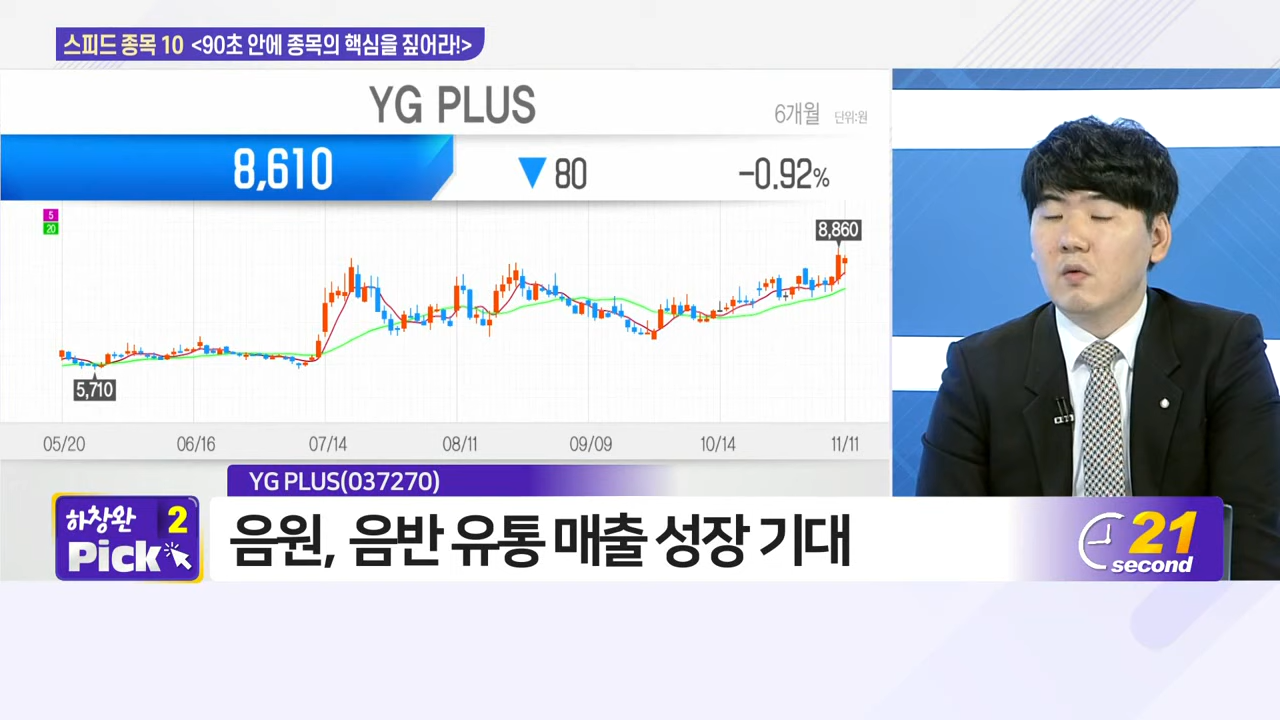 스피드 종목 10 <90초 안에 종목의 핵심을 짚어라!>
YG PLUS
6개월 단위:원
8,610 ▼ 80 -0.92%
5
20
8,860
5,710
05/20 06/16 07/14 08/11 09/09 10/14 11/11
YG PLUS(037270)
하창완 2
Pick
음원, 음반 유통 매출 성장 기대
21
second